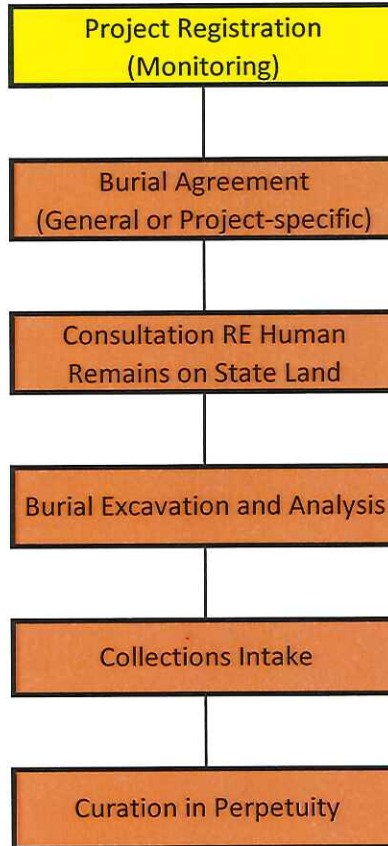 Project Registration
(Monitoring)
Burial Agreement
(General or Project-specific)
Consultation RE Human
Remains on State Land
Burial Excavation and Analysis
Collections Intake
Curation in Perpetuity